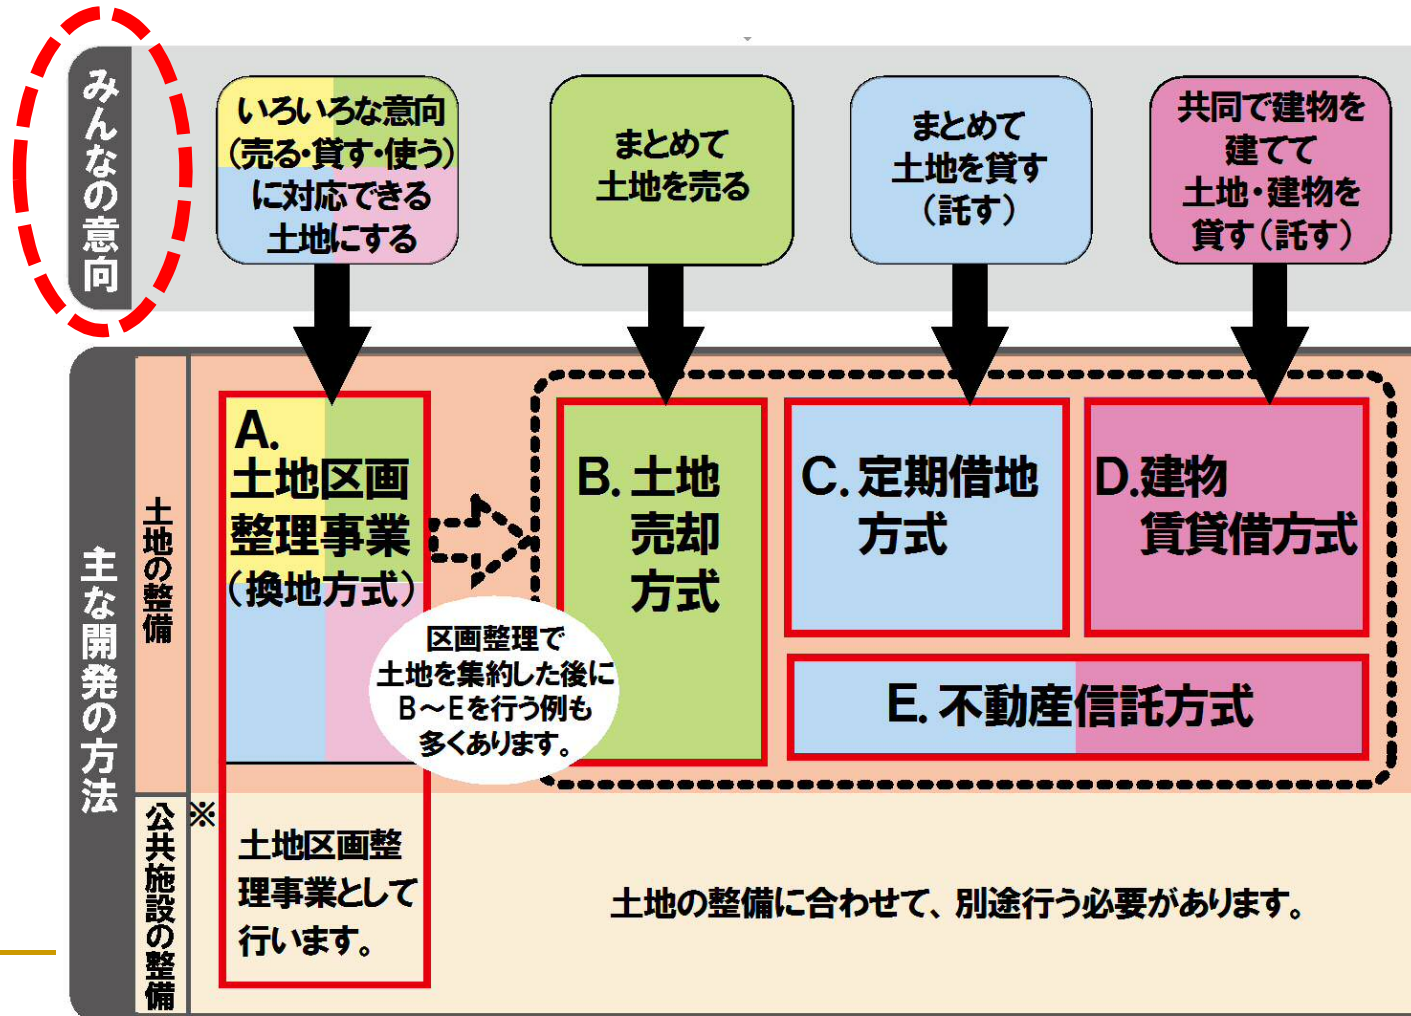 みんなの意向
いろいろな意向
（売る・貸す・使う）
に対応できる
土地にする
まとめて
土地を売る
まとめて
土地を貸す
（託す）
共同で建物を
建てて
土地・建物を
貸す（託す）
主な開発の方法
土地の整備
A.
土地区画
整理事業
（換地方式）
区画整理で
土地を集約した後に
B～Eを行う例も
多くあります。
B. 土地
売却
方式
C. 定期借地
方式
D.建物
賃貸借方式
E. 不動産信託方式
公共施設の整備
※
土地区画整
理事業として
行います。
土地の整備に合わせて、別途行う必要があります。